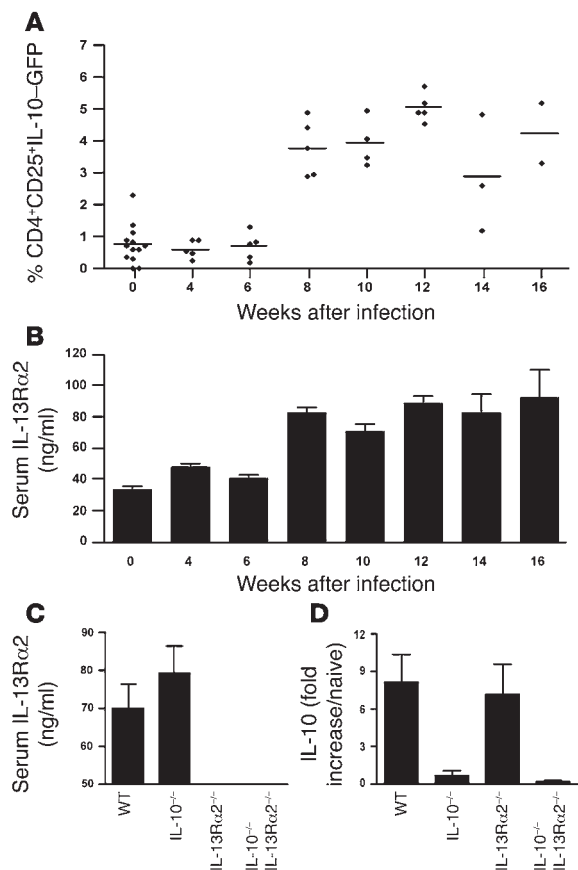 A
% CD4⁺CD25⁺IL-10–GFP
7
6
5
4
3
2
1
0
0 4 6 8 10 12 14 16
Weeks after infection
B
Serum IL-13Rα2
(ng/ml)
120
100
80
60
40
20
0
0 4 6 8 10 12 14 16
Weeks after infection
C
Serum IL-13Rα2
(ng/ml)
90
80
70
60
50
WT
IL-10⁻/⁻
IL-13Rα2⁻/⁻
IL-10⁻/⁻
IL-13Rα2⁻/⁻
D
IL-10 (fold
increase/naive)
12
9
6
3
0
WT
IL-10⁻/⁻
IL-13Rα2⁻/⁻
IL-10⁻/⁻
IL-13Rα2⁻/⁻